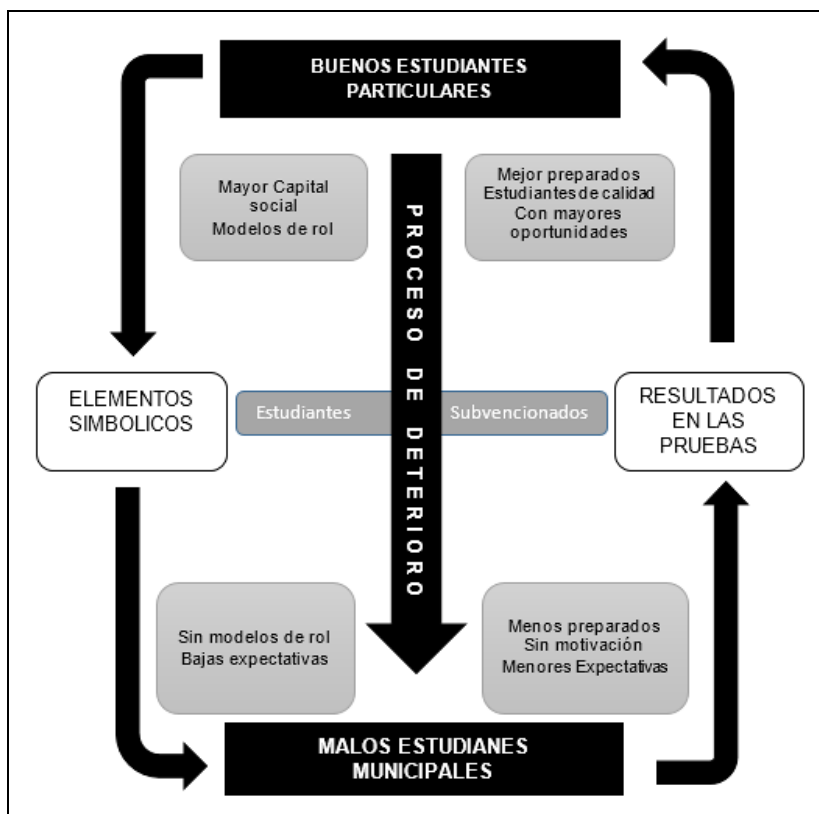 BUENOS ESTUDIANTES
PARTICULARES
Mayor Capital
social
Modelos de rol
Mejor preparados
Estudiantes de calidad
Con mayores
oportunidades
PROCESO DE DETERIORO
ELEMENTOS
SIMBOLICOS
Estudiantes
Subvencionados
RESULTADOS
EN LAS
PRUEBAS
Sin modelos de rol
Bajas expectativas
Menos preparados
Sin motivación
Menores Expectativas
MALOS ESTUDIANES
MUNICIPALES